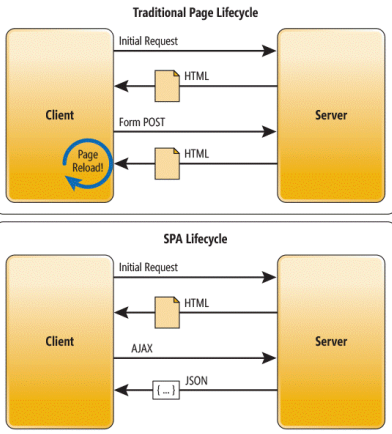 Traditional Page Lifecycle
Initial Request
HTML
Client
Server
Form POST
HTML
Page
Reload!
SPA Lifecycle
Initial Request
HTML
Client
Server
AJAX
JSON
{ ... }